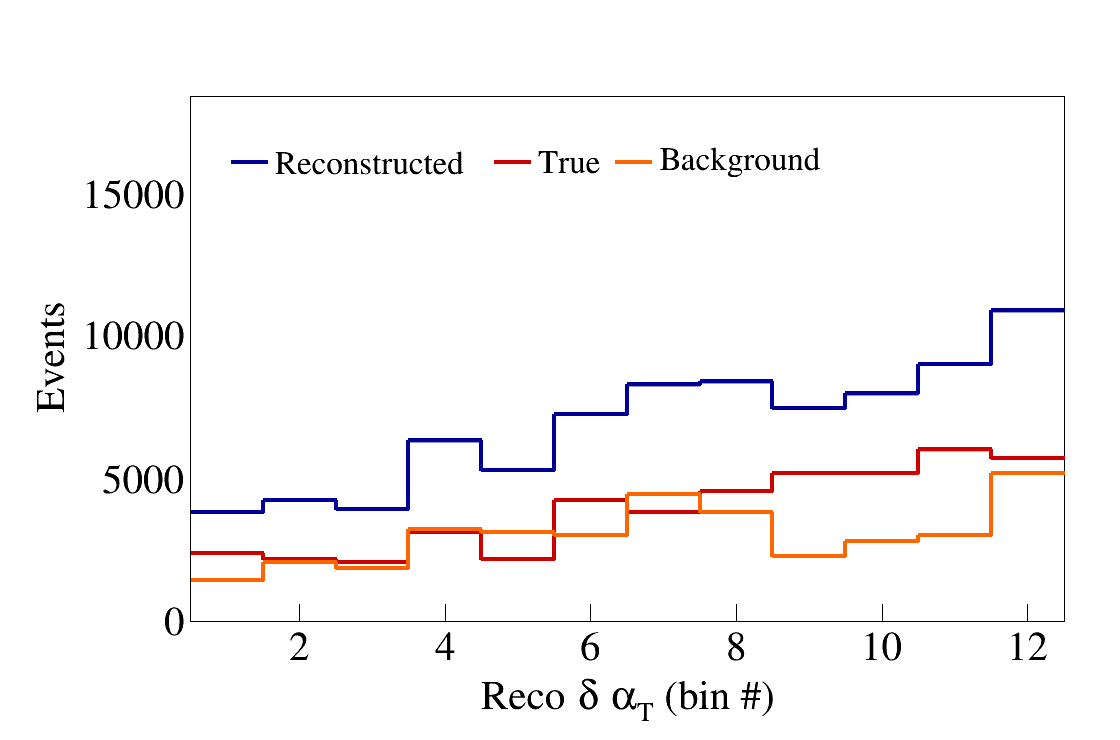 Reconstructed True Background
15000
10000
5000
0
Events
2 4 6 8 10 12
Reco δ α_T (bin #)